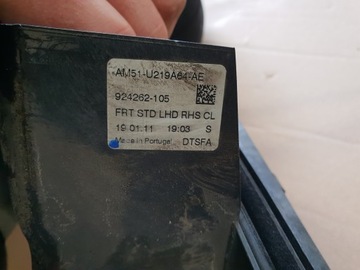 AM51-U219A64-AE
924262-105
FRT STD LHD RHS CL
19.01.11 19:03 S
Made in Portugal DTSFA